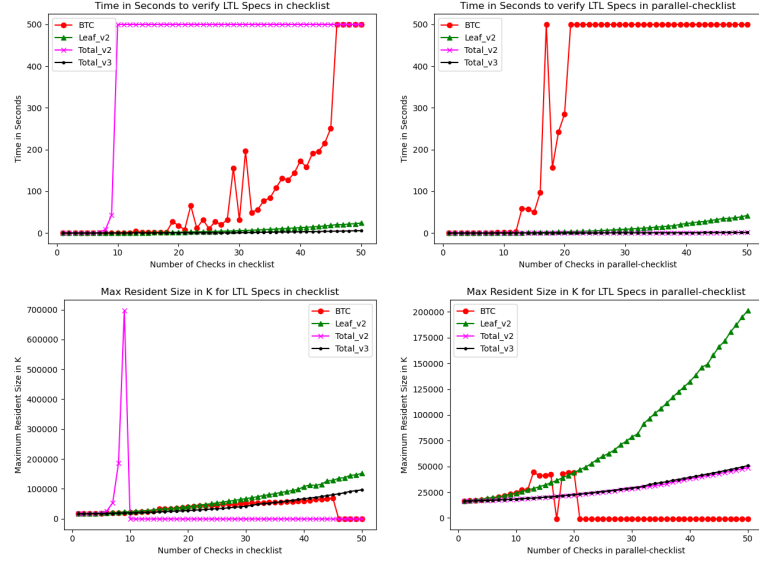 Time in Seconds to verify LTL Specs in checklist
500
400
300
200
100
0
Time in Seconds
BTC
Leaf_v2
Total_v2
Total_v3
0 10 20 30 40 50
Number of Checks in checklist
Time in Seconds to verify LTL Specs in parallel-checklist
500
400
300
200
100
0
Time in Seconds
BTC
Leaf_v2
Total_v2
Total_v3
0 10 20 30 40 50
Number of Checks in parallel-checklist
Max Resident Size in K for LTL Specs in checklist
700000
600000
500000
400000
300000
200000
100000
0
Maximum Resident Size in K
BTC
Leaf_v2
Total_v2
Total_v3
0 10 20 30 40 50
Number of Checks in checklist
Max Resident Size in K for LTL Specs in parallel-checklist
200000
175000
150000
125000
100000
75000
50000
25000
0
Maximum Resident Size in K
BTC
Leaf_v2
Total_v2
Total_v3
0 10 20 30 40 50
Number of Checks in parallel-checklist